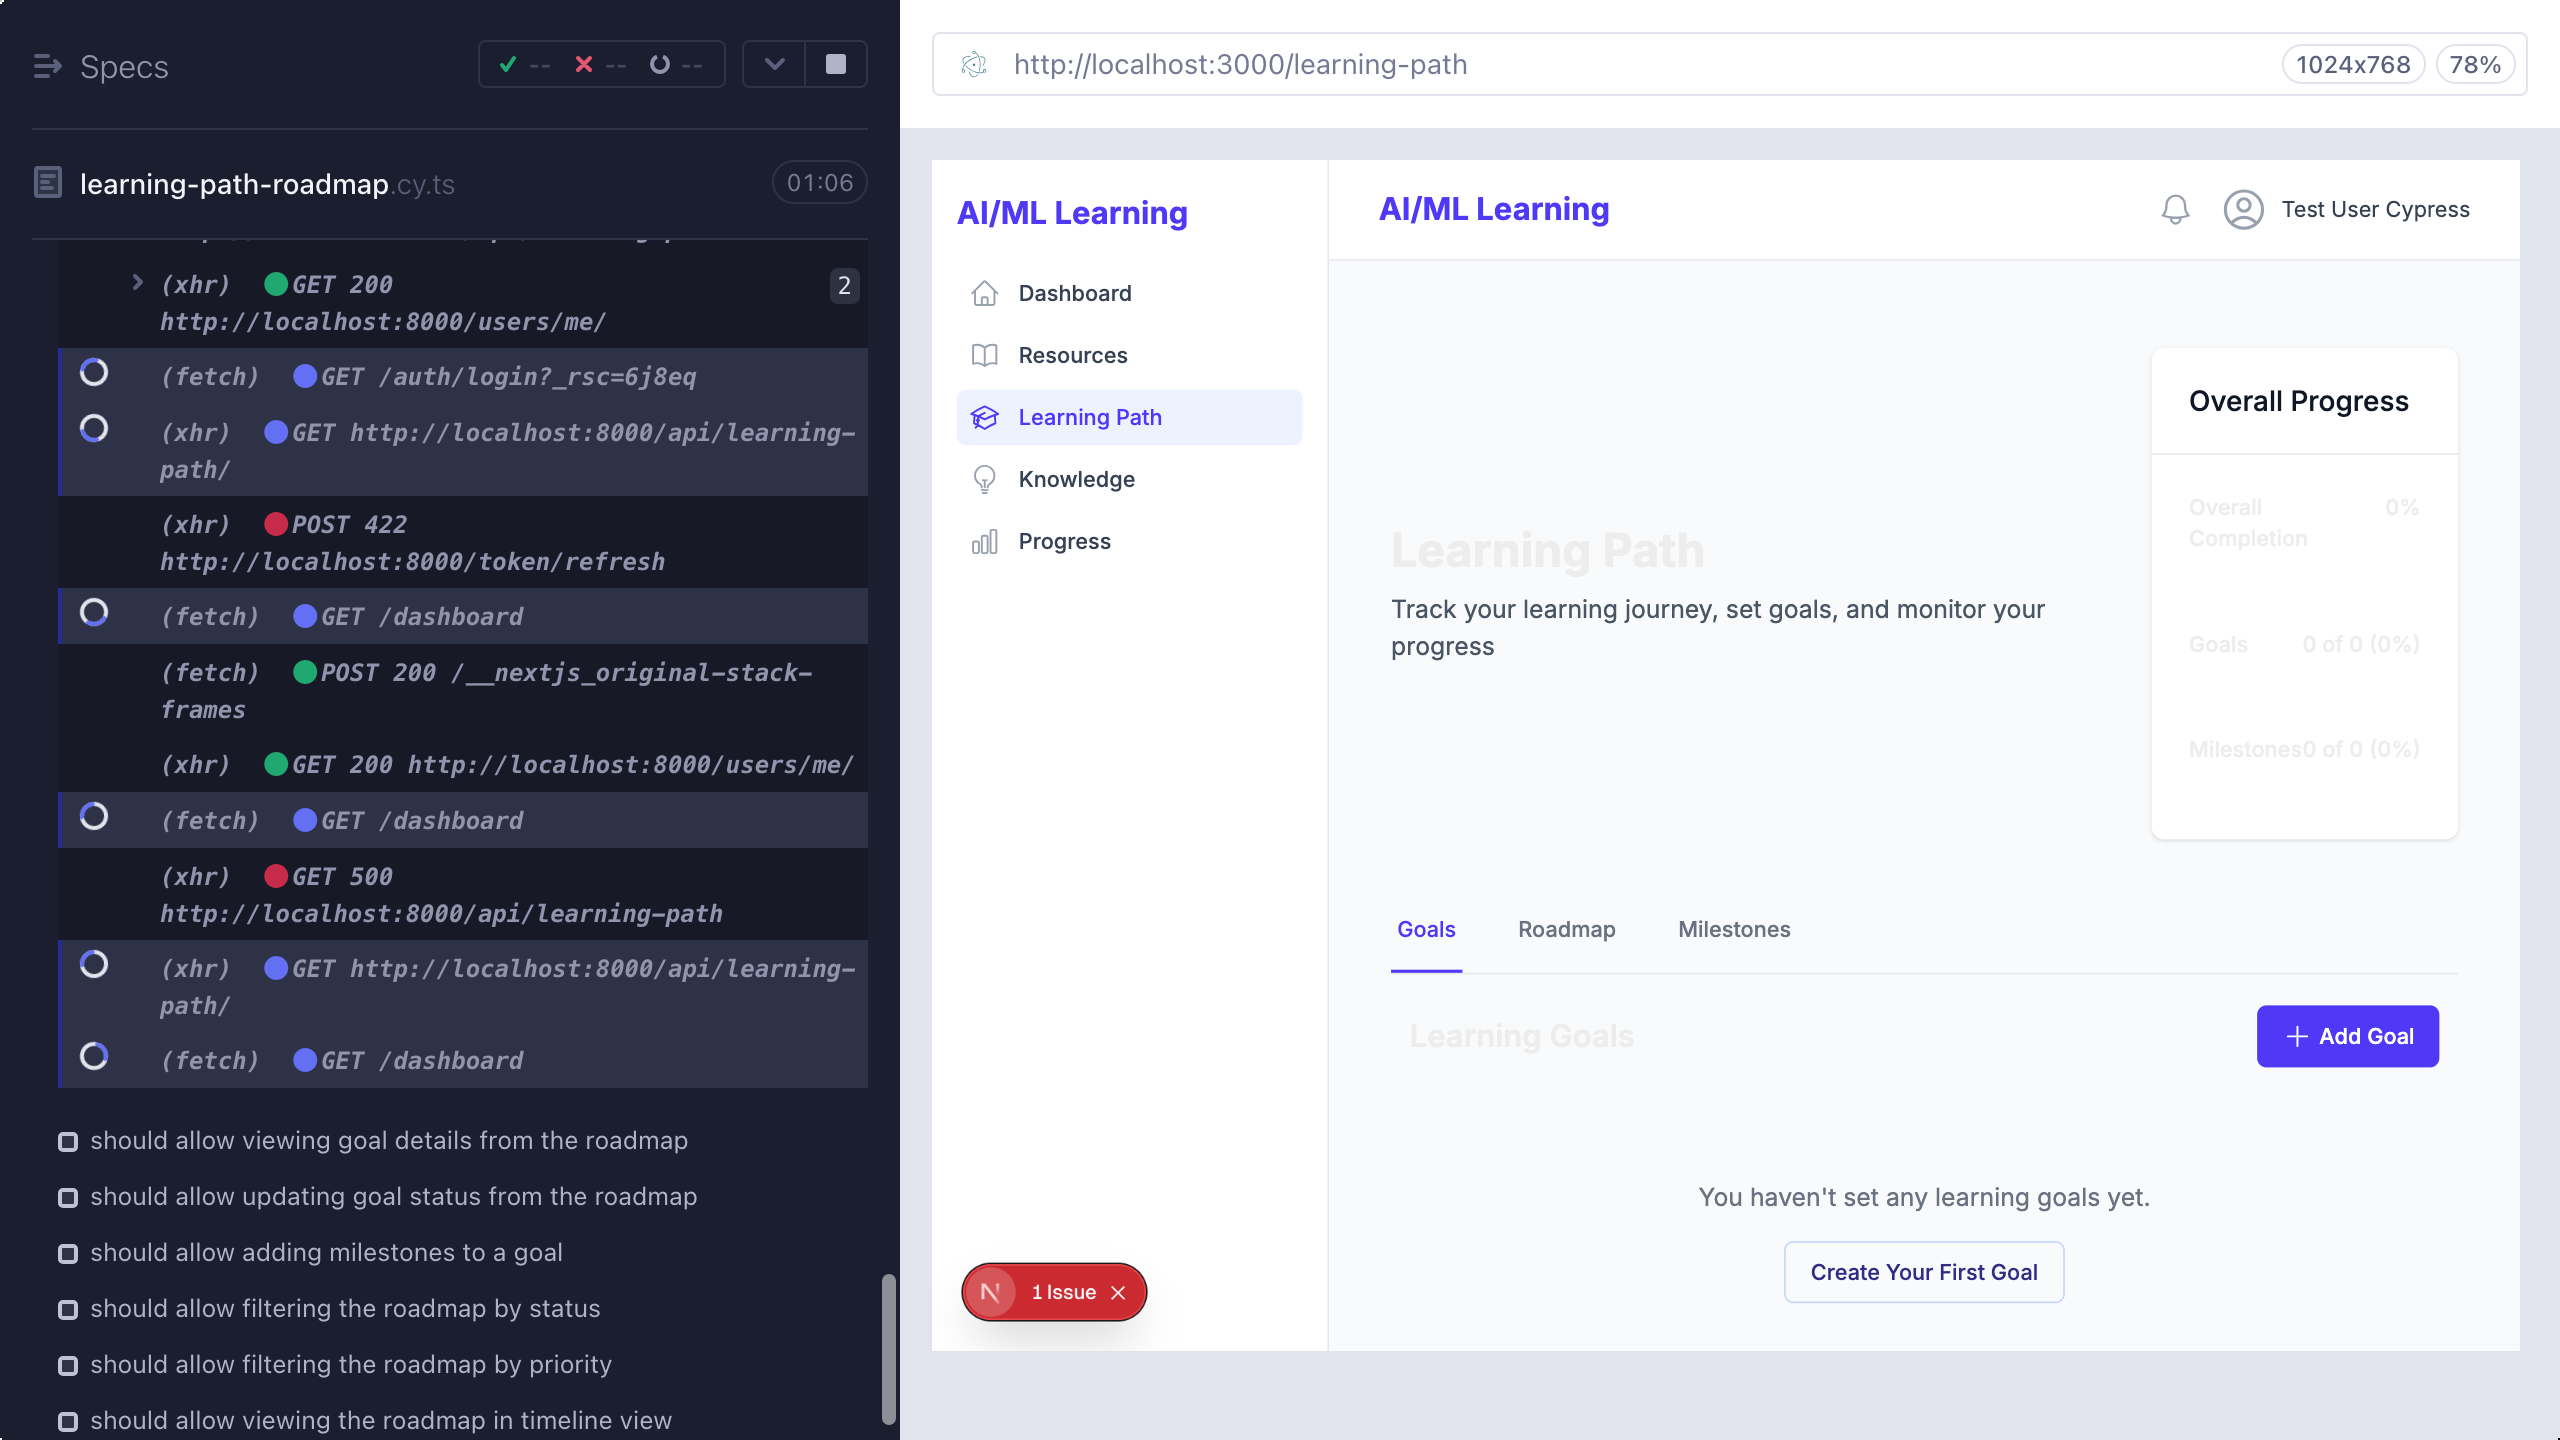 Specs
-- -- --
learning-path-roadmap.cy.ts 01:06
(xhr) GET 200 2
http://localhost:8000/users/me/
(fetch) GET /auth/login?_rsc=6j8eq
(xhr) GET http://localhost:8000/api/learning-
path/
(xhr) POST 422
http://localhost:8000/token/refresh
(fetch) GET /dashboard
(fetch) POST 200 /__nextjs_original-stack-
frames
(xhr) GET 200 http://localhost:8000/users/me/
(fetch) GET /dashboard
(xhr) GET 500
http://localhost:8000/api/learning-path
(xhr) GET http://localhost:8000/api/learning-
path/
(fetch) GET /dashboard
should allow viewing goal details from the roadmap
should allow updating goal status from the roadmap
should allow adding milestones to a goal
should allow filtering the roadmap by status
should allow filtering the roadmap by priority
should allow viewing the roadmap in timeline view
http://localhost:3000/learning-path 1024x768 78%
AI/ML Learning
Dashboard
Resources
Learning Path
Knowledge
Progress
N 1 Issue
AI/ML Learning Test User Cypress
Learning Path
Track your learning journey, set goals, and monitor your
progress
Overall Progress
Overall 0%
Completion
Goals 0 of 0 (0%)
Milestones0 of 0 (0%)
Goals Roadmap Milestones
Learning Goals Add Goal
You haven't set any learning goals yet.
Create Your First Goal